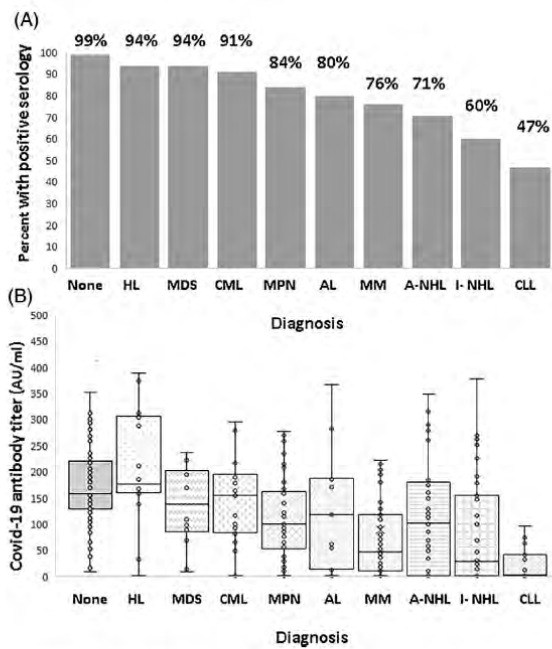 (A)
99% 94% 94% 91% 84% 80% 76% 71% 60% 47%
Percent with positive serology
100
90
80
70
60
50
40
30
20
10
0
None HL MDS CML MPN AL MM A-NHL I- NHL CLL
Diagnosis
(B)
Covid-19 antibody titer (AU/ml)
500
450
400
350
300
250
200
150
100
50
0
None HL MDS CML MPN AL MM A-NHL I- NHL CLL
Diagnosis